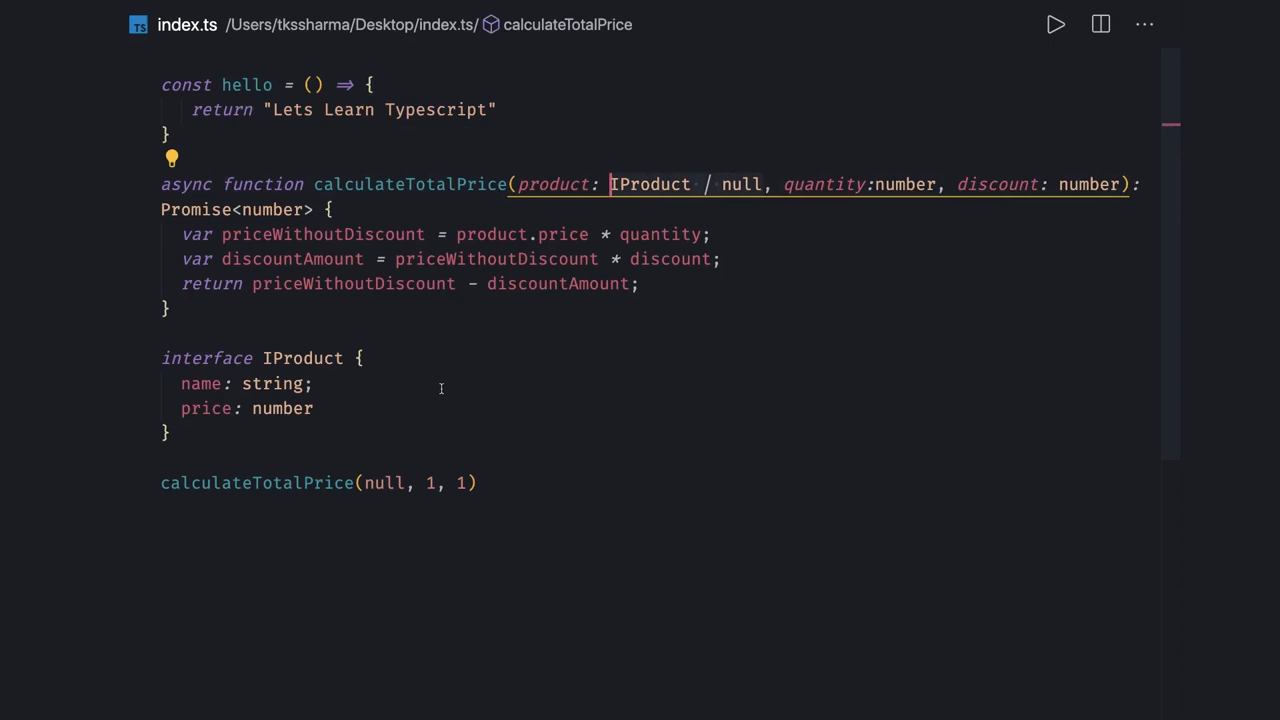 TS index.ts /Users/tkssharma/Desktop/index.ts/ calculateTotalPrice ...
const hello = () => {
return "Lets Learn Typescript"
}
async function calculateTotalPrice(product: IProduct | null, quantity:number, discount: number):
Promise<number> {
var priceWithoutDiscount = product.price * quantity;
var discountAmount = priceWithoutDiscount * discount;
return priceWithoutDiscount - discountAmount;
}
interface IProduct {
name: string;
price: number
}
calculateTotalPrice(null, 1, 1)